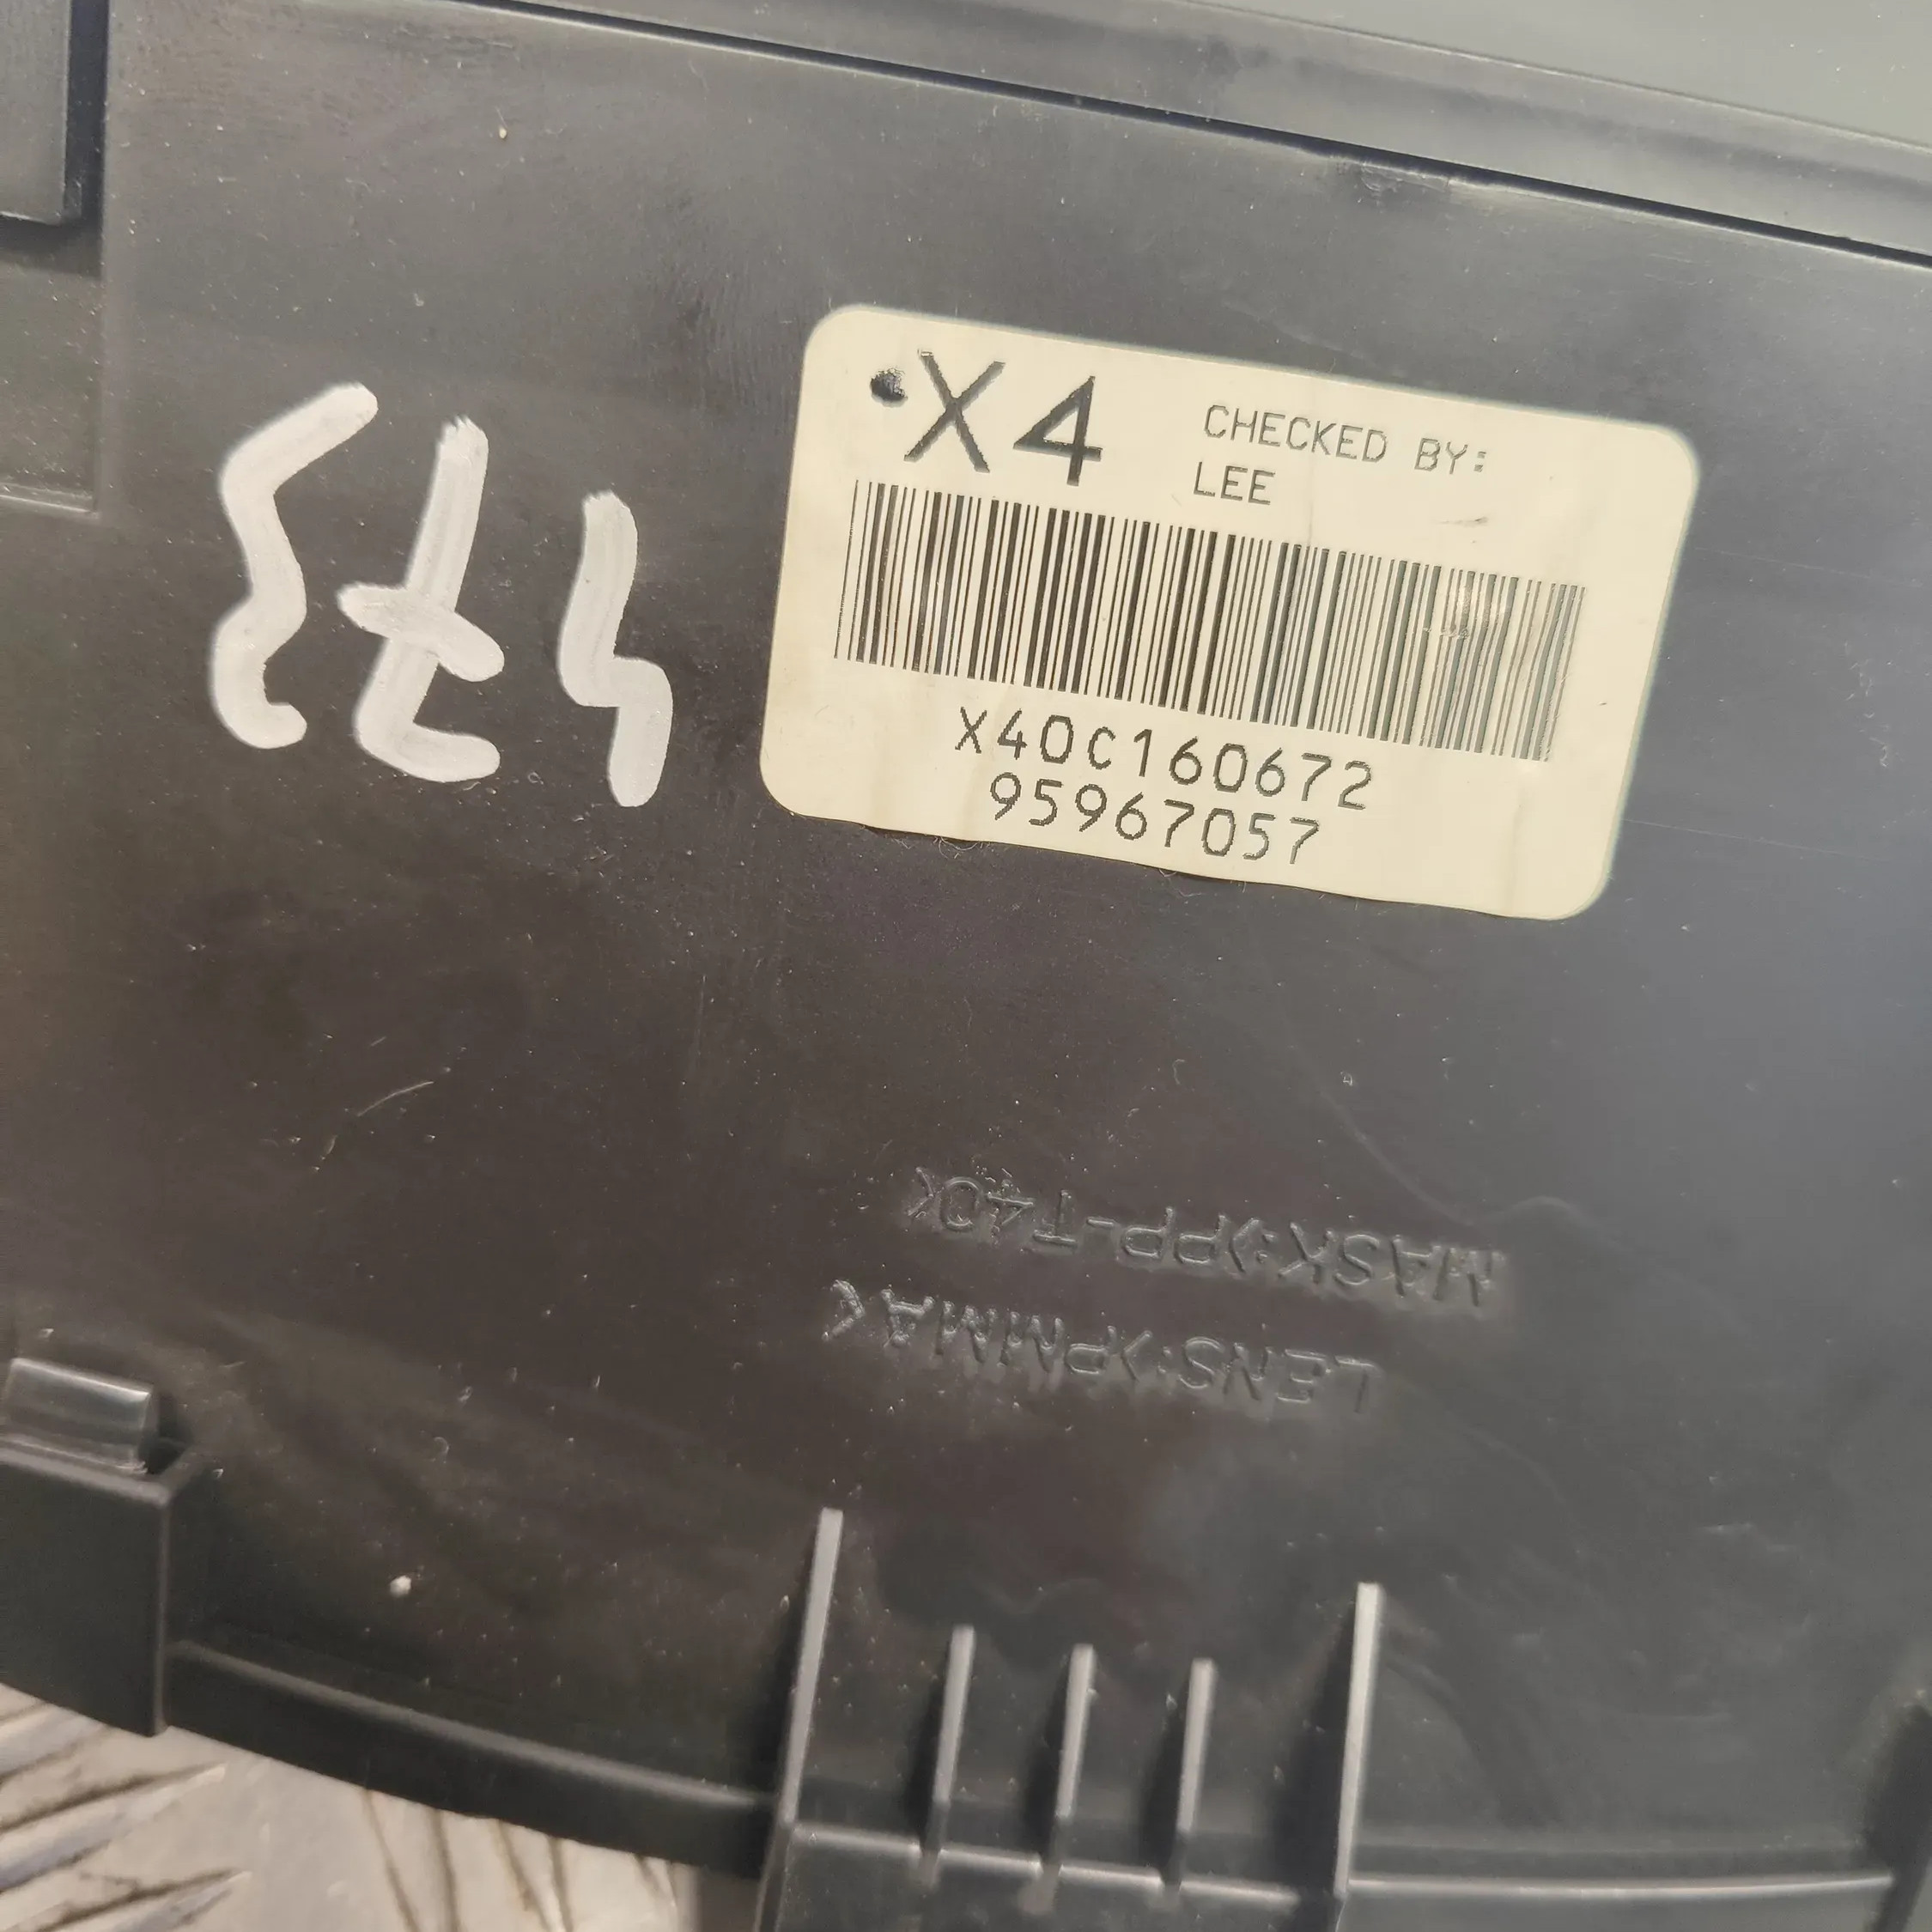 X4
CHECKED BY:
LEE
X40C160672
95967057
MASK:>PP-T40<
LENS:>PMMA<